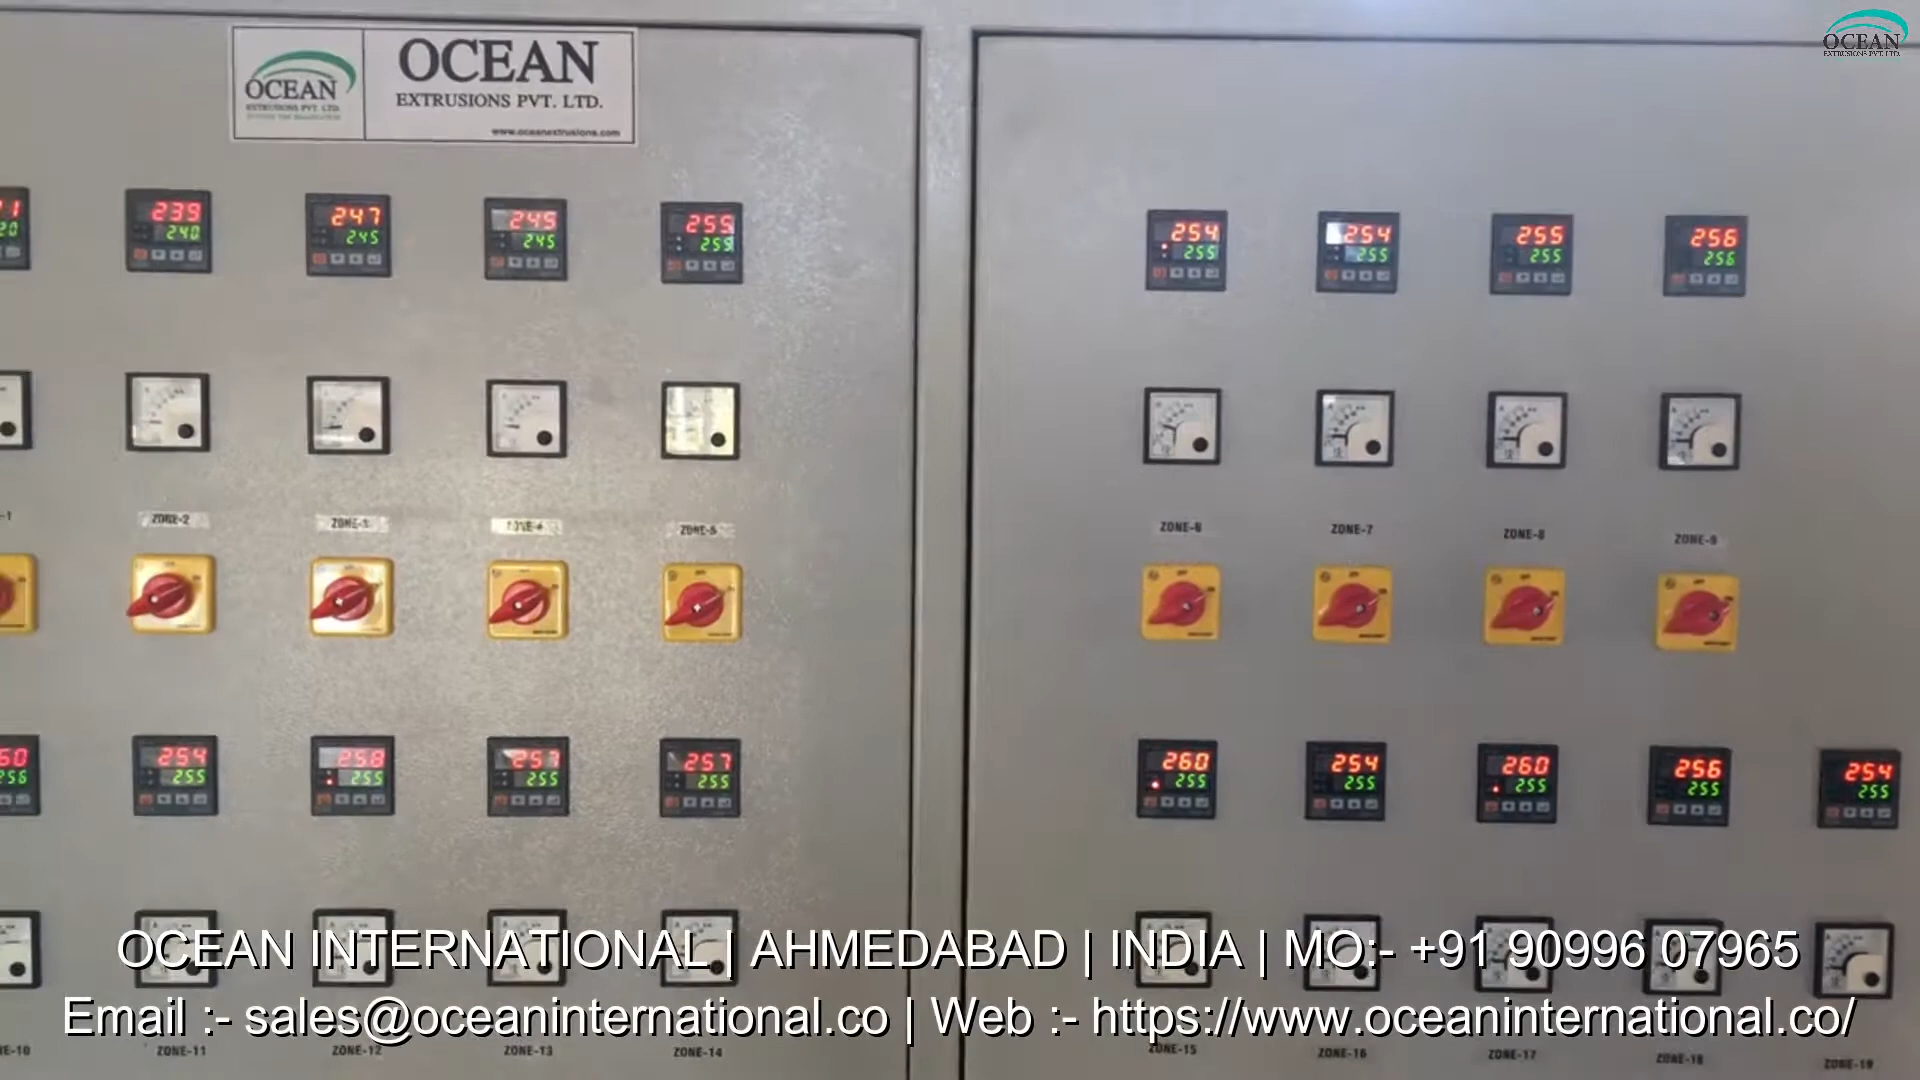 OCEAN
EXTRUSIONS PVT. LTD.
OCEAN
EXTRUSIONS PVT. LTD.
www.oceanextrusions.com
OCEAN
EXTRUSIONS PVT. LTD.
239 247 245 255 254 254 255 256
240 245 245 255 255 255 255 256
ZONE-2 ZONE-3 ZONE-4 ZONE-5 ZONE-6 ZONE-7 ZONE-8 ZONE-9
254 258 257 257 260 254 260 256 254
256 255 255 255 255 255 255 255 255 255
OCEAN INTERNATIONAL | AHMEDABAD | INDIA | MO:- +91 90996 07965
Email :- sales@oceaninternational.co | Web :- https://www.oceaninternational.co/
ZONE-11 ZONE-12 ZONE-13 ZONE-14 ZONE-15 ZONE-16 ZONE-17 ZONE-18 ZONE-19